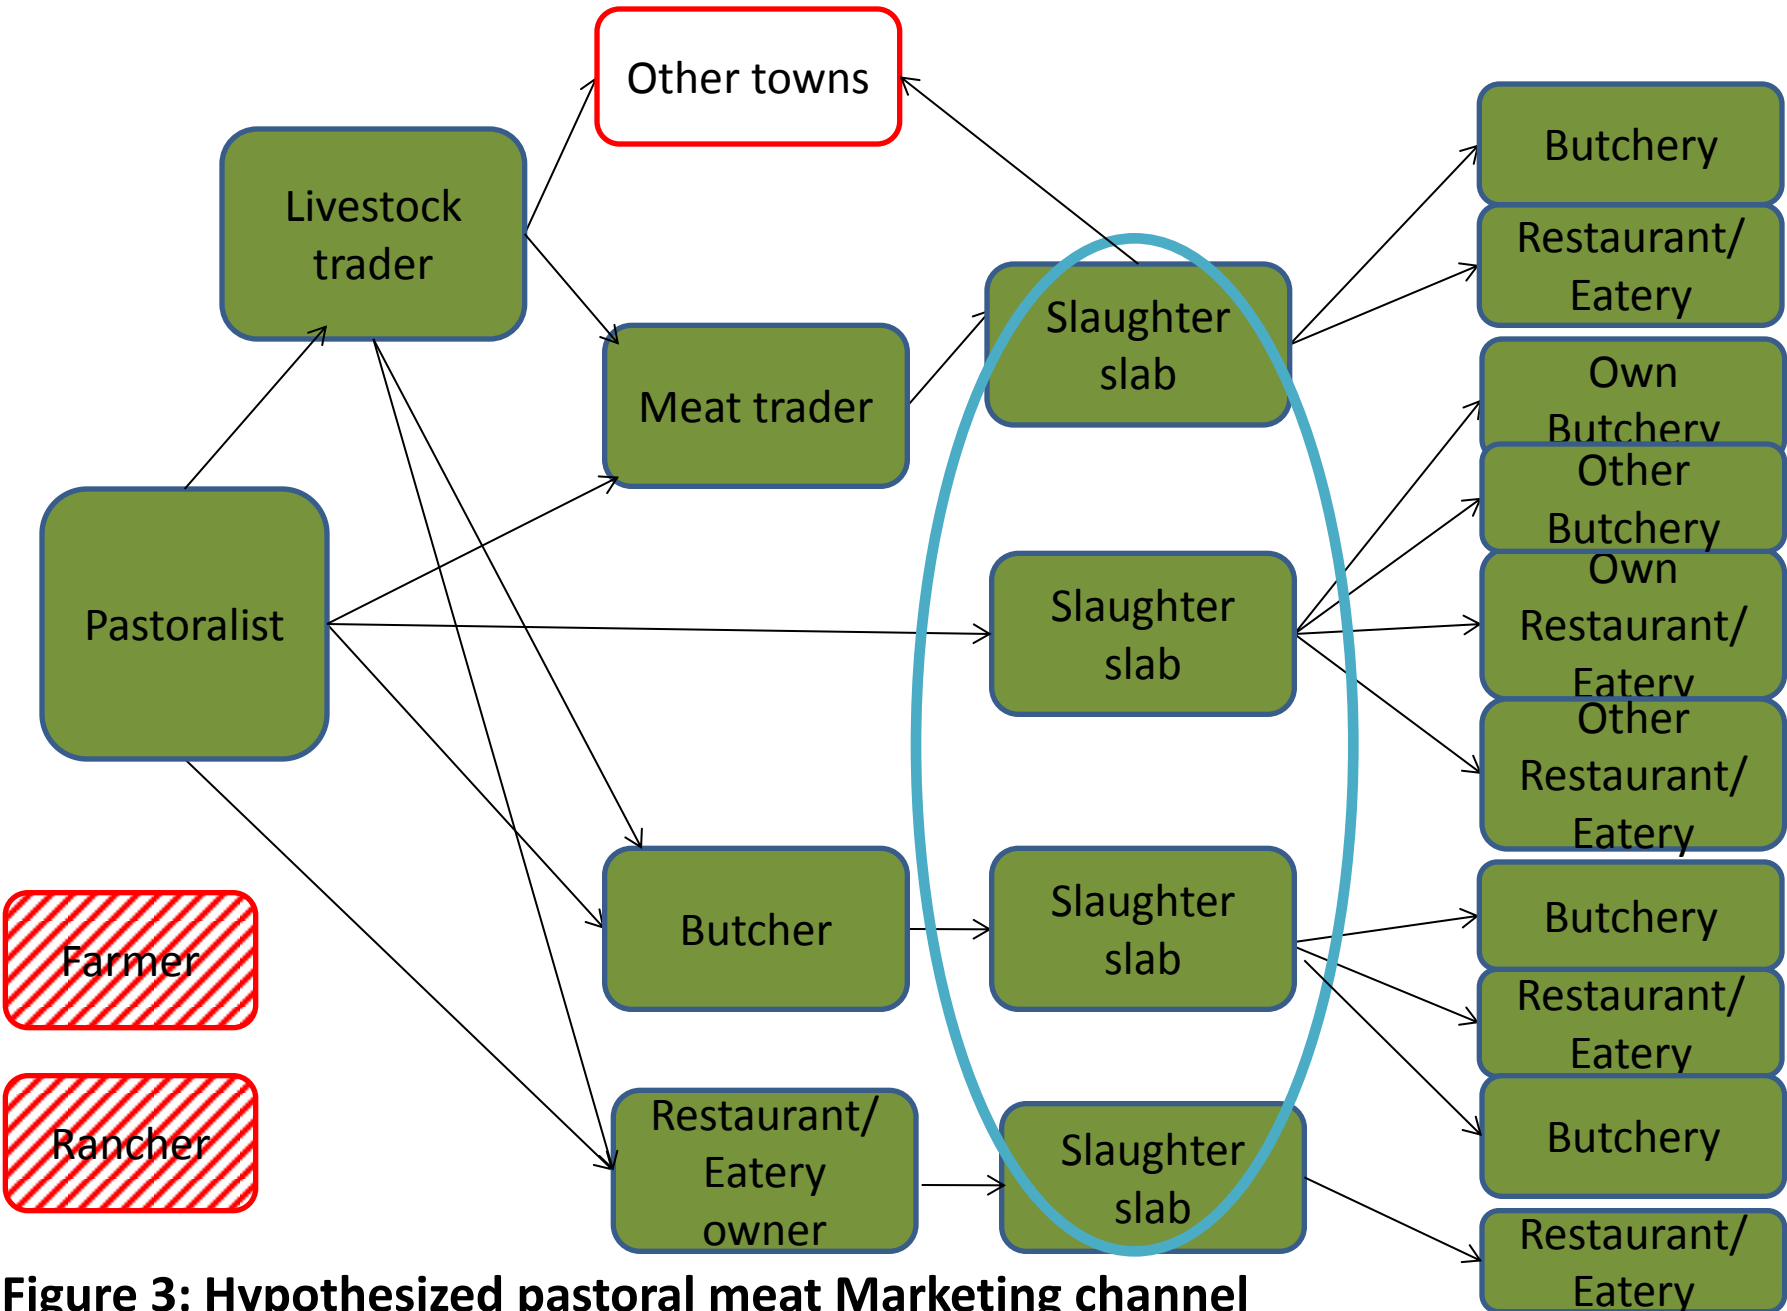 Other towns
Livestock
trader
Meat trader
Pastoralist
Farmer
Rancher
Butcher
Restaurant/
Eatery
owner
Slaughter
slab
Slaughter
slab
Slaughter
slab
Slaughter
slab
Butchery
Restaurant/
Eatery
Own
Butchery
Other
Butchery
Own
Restaurant/
Eatery
Other
Restaurant/
Eatery
Butchery
Restaurant/
Eatery
Butchery
Restaurant/
Eatery
Figure 3: Hypothesized pastoral meat Marketing channel